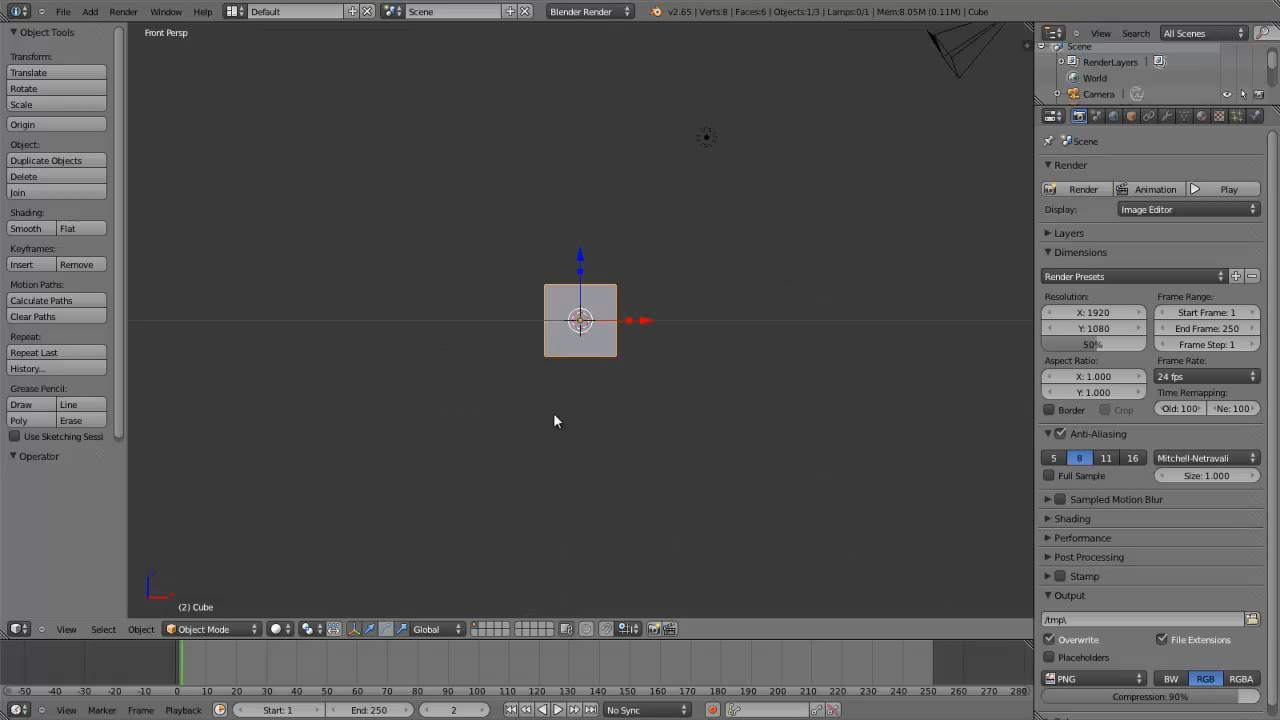 File Add Render Window Help Default Scene Blender Render v2.65 | Verts:8 | Faces:6 | Objects:1/3 | Lamps:0/1 | Mem:8.05M (0.11M) | Cube
Object Tools
Transform:
Translate
Rotate
Scale
Origin
Object:
Duplicate Objects
Delete
Join
Shading:
Smooth Flat
Keyframes:
Insert Remove
Motion Paths:
Calculate Paths
Clear Paths
Repeat:
Repeat Last
History...
Grease Pencil:
Draw Line
Poly Erase
Use Sketching Sessi
Operator
Front Persp
(2) Cube
View Select Object Object Mode Global
View Search All Scenes
Scene
RenderLayers
World
Camera
Scene
Render
Render Animation Play
Display: Image Editor
Layers
Dimensions
Render Presets
Resolution: Frame Range:
X: 1920 Start Frame: 1
Y: 1080 End Frame: 250
50% Frame Step: 1
Aspect Ratio: Frame Rate:
X: 1.000 24 fps
Y: 1.000 Time Remapping:
Border Crop Old: 100 Ne: 100
Anti-Aliasing
5 8 11 16 Mitchell-Netravali
Full Sample Size: 1.000
Sampled Motion Blur
Shading
Performance
Post Processing
Stamp
Output
/tmp\
Overwrite File Extensions
Placeholders
PNG BW RGB RGBA
Compression: 90%
-50 -40 -30 -20 -10 0 10 20 30 40 50 60 70 80 90 100 110 120 130 140 150 160 170 180 190 200 210 220 230 240 250 260 270 280
View Marker Frame Playback Start: 1 End: 250 2 No Sync